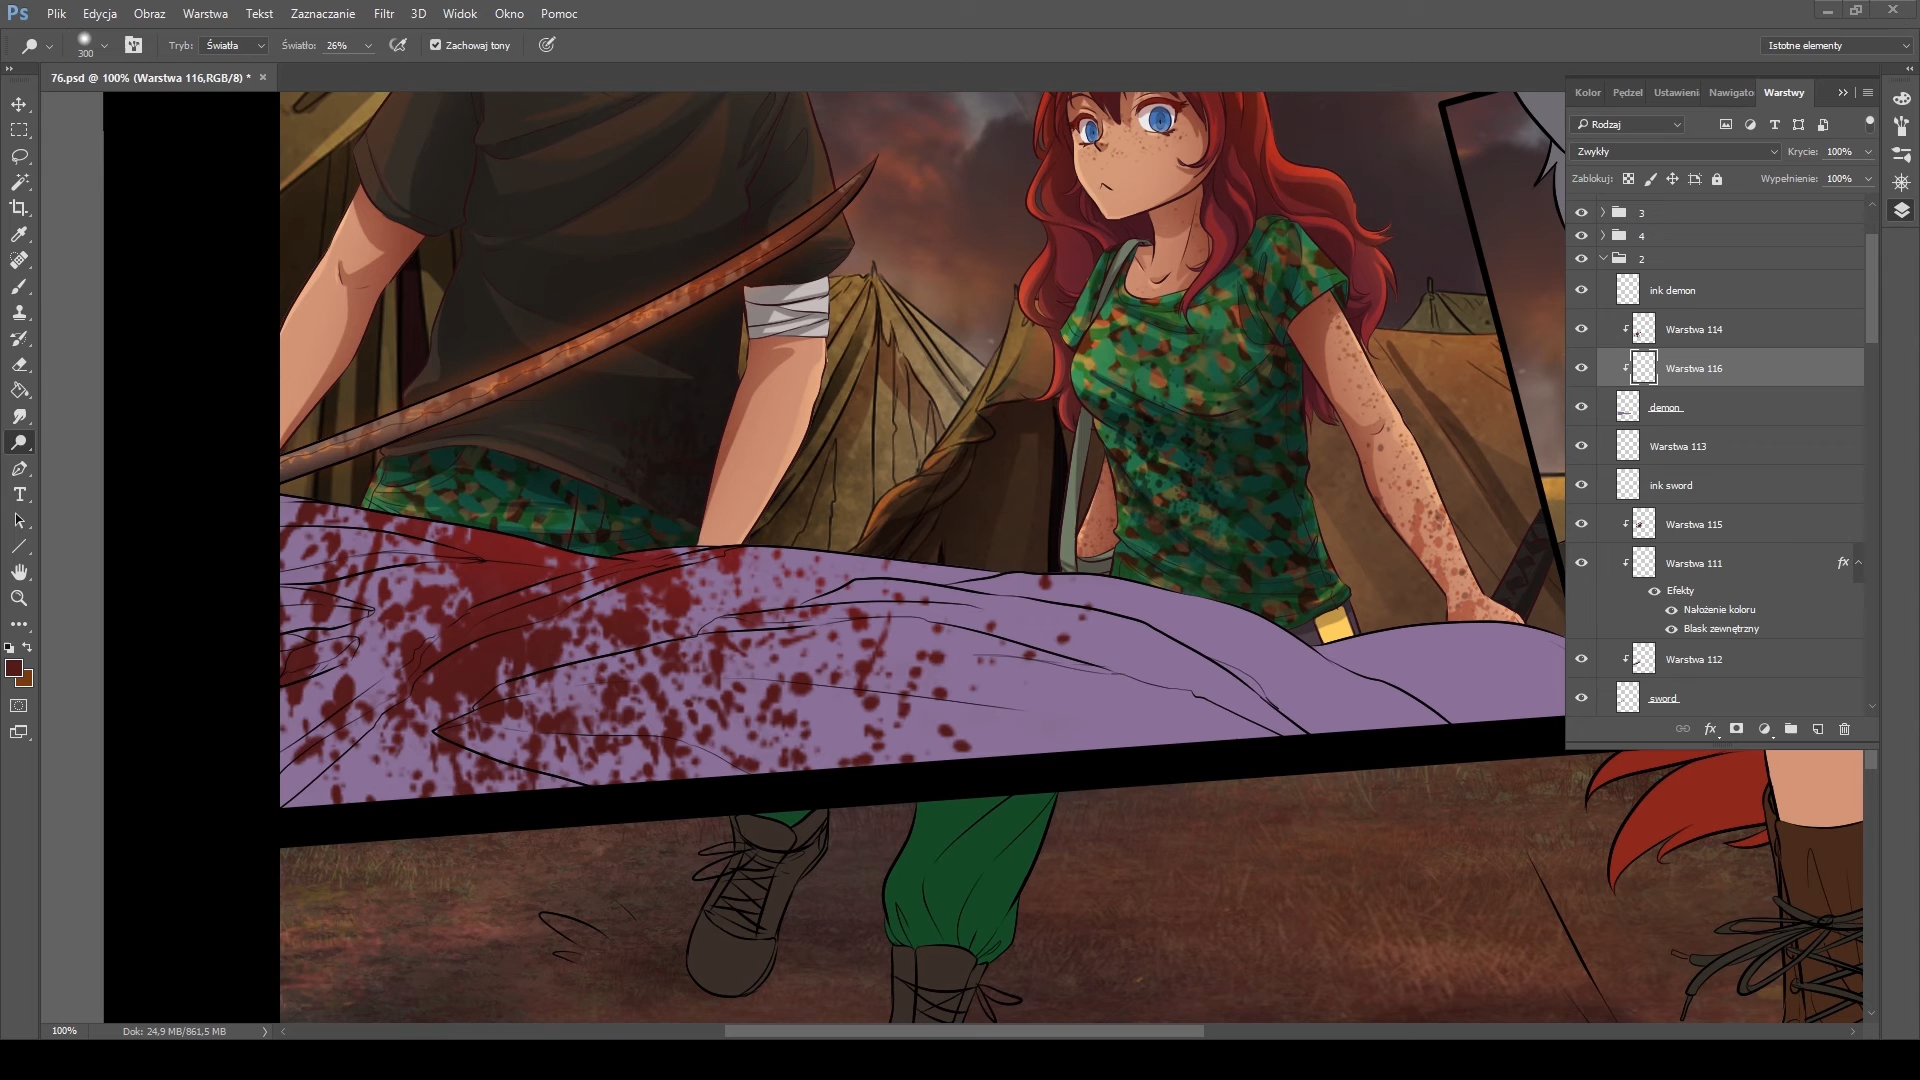 Ps Plik Edycja Obraz Warstwa Tekst Zaznaczanie Filtr 3D Widok Okno Pomoc
300 Tryb: Światła Światło: 26% Zachowaj tony Istotne elementy
76.psd @ 100% (Warstwa 116,RGB/8) * ×
Kolor Pędzel Ustawieni Nawigato Warstwy
Rodzaj
Zwykły Krycie: 100%
Zablokuj: Wypełnienie: 100%
3
4
2
ink demon
Warstwa 114
Warstwa 116
demon
Warstwa 113
ink sword
Warstwa 115
Warstwa 111 fx
Efekty
Nałożenie koloru
Blask zewnętrzny
Warstwa 112
sword
fx
100% Dok: 24,9 MB/861,5 MB